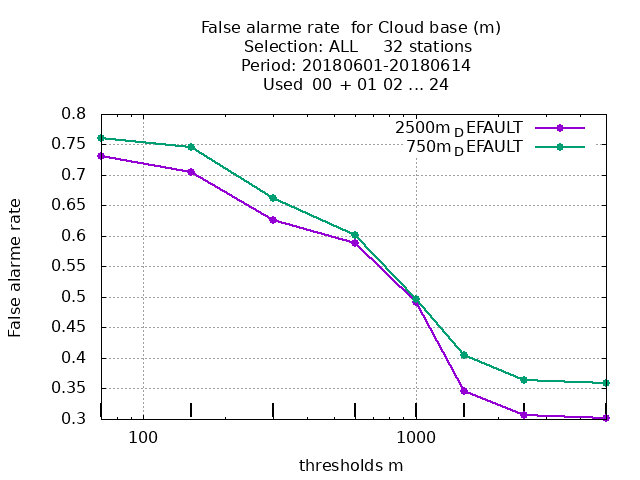 False alarme rate  for Cloud base (m)
Selection: ALL     32 stations
Period: 20180601-20180614
Used  00 + 01 02 ... 24
2500m_DEFAULT
750m_DEFAULT
0.8
0.75
0.7
0.65
0.6
0.55
0.5
0.45
0.4
0.35
0.3
False alarme rate
100
1000
thresholds m